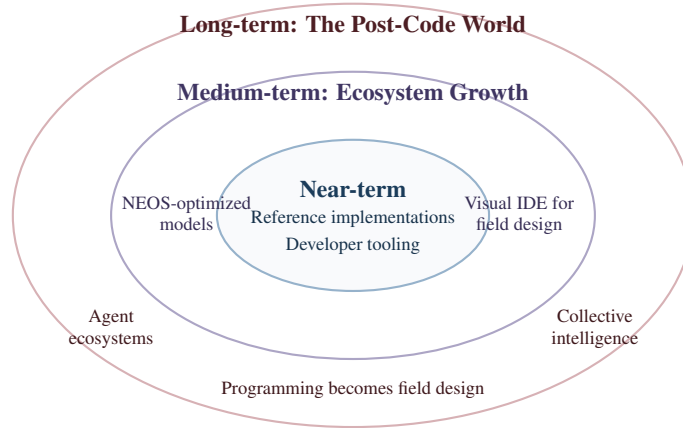 Long-term: The Post-Code World
Medium-term: Ecosystem Growth
Near-term
NEOS-optimized
models
Reference implementations
Developer tooling
Visual IDE for
field design
Agent
ecosystems
Collective
intelligence
Programming becomes field design